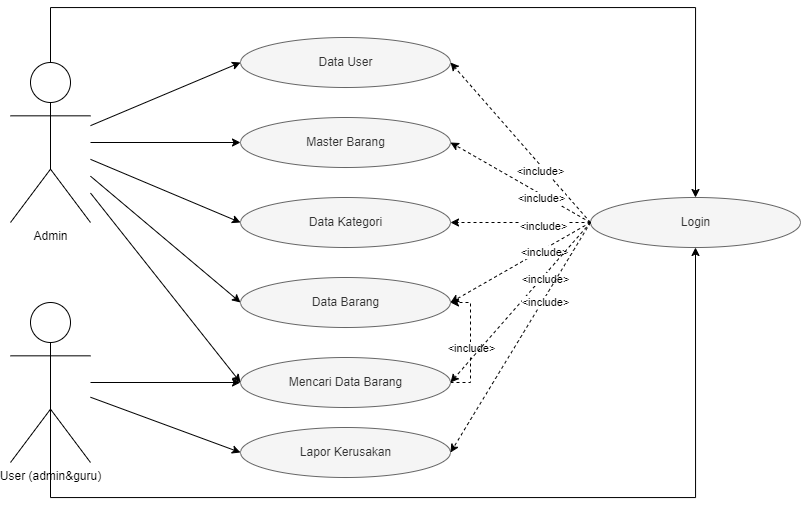 Data User
Master Barang
<include>
<include>
Data Kategori
<include>
Login
Admin
<include>
<include>
Data Barang
<include>
<include>
Mencari Data Barang
Lapor Kerusakan
User (admin&guru)